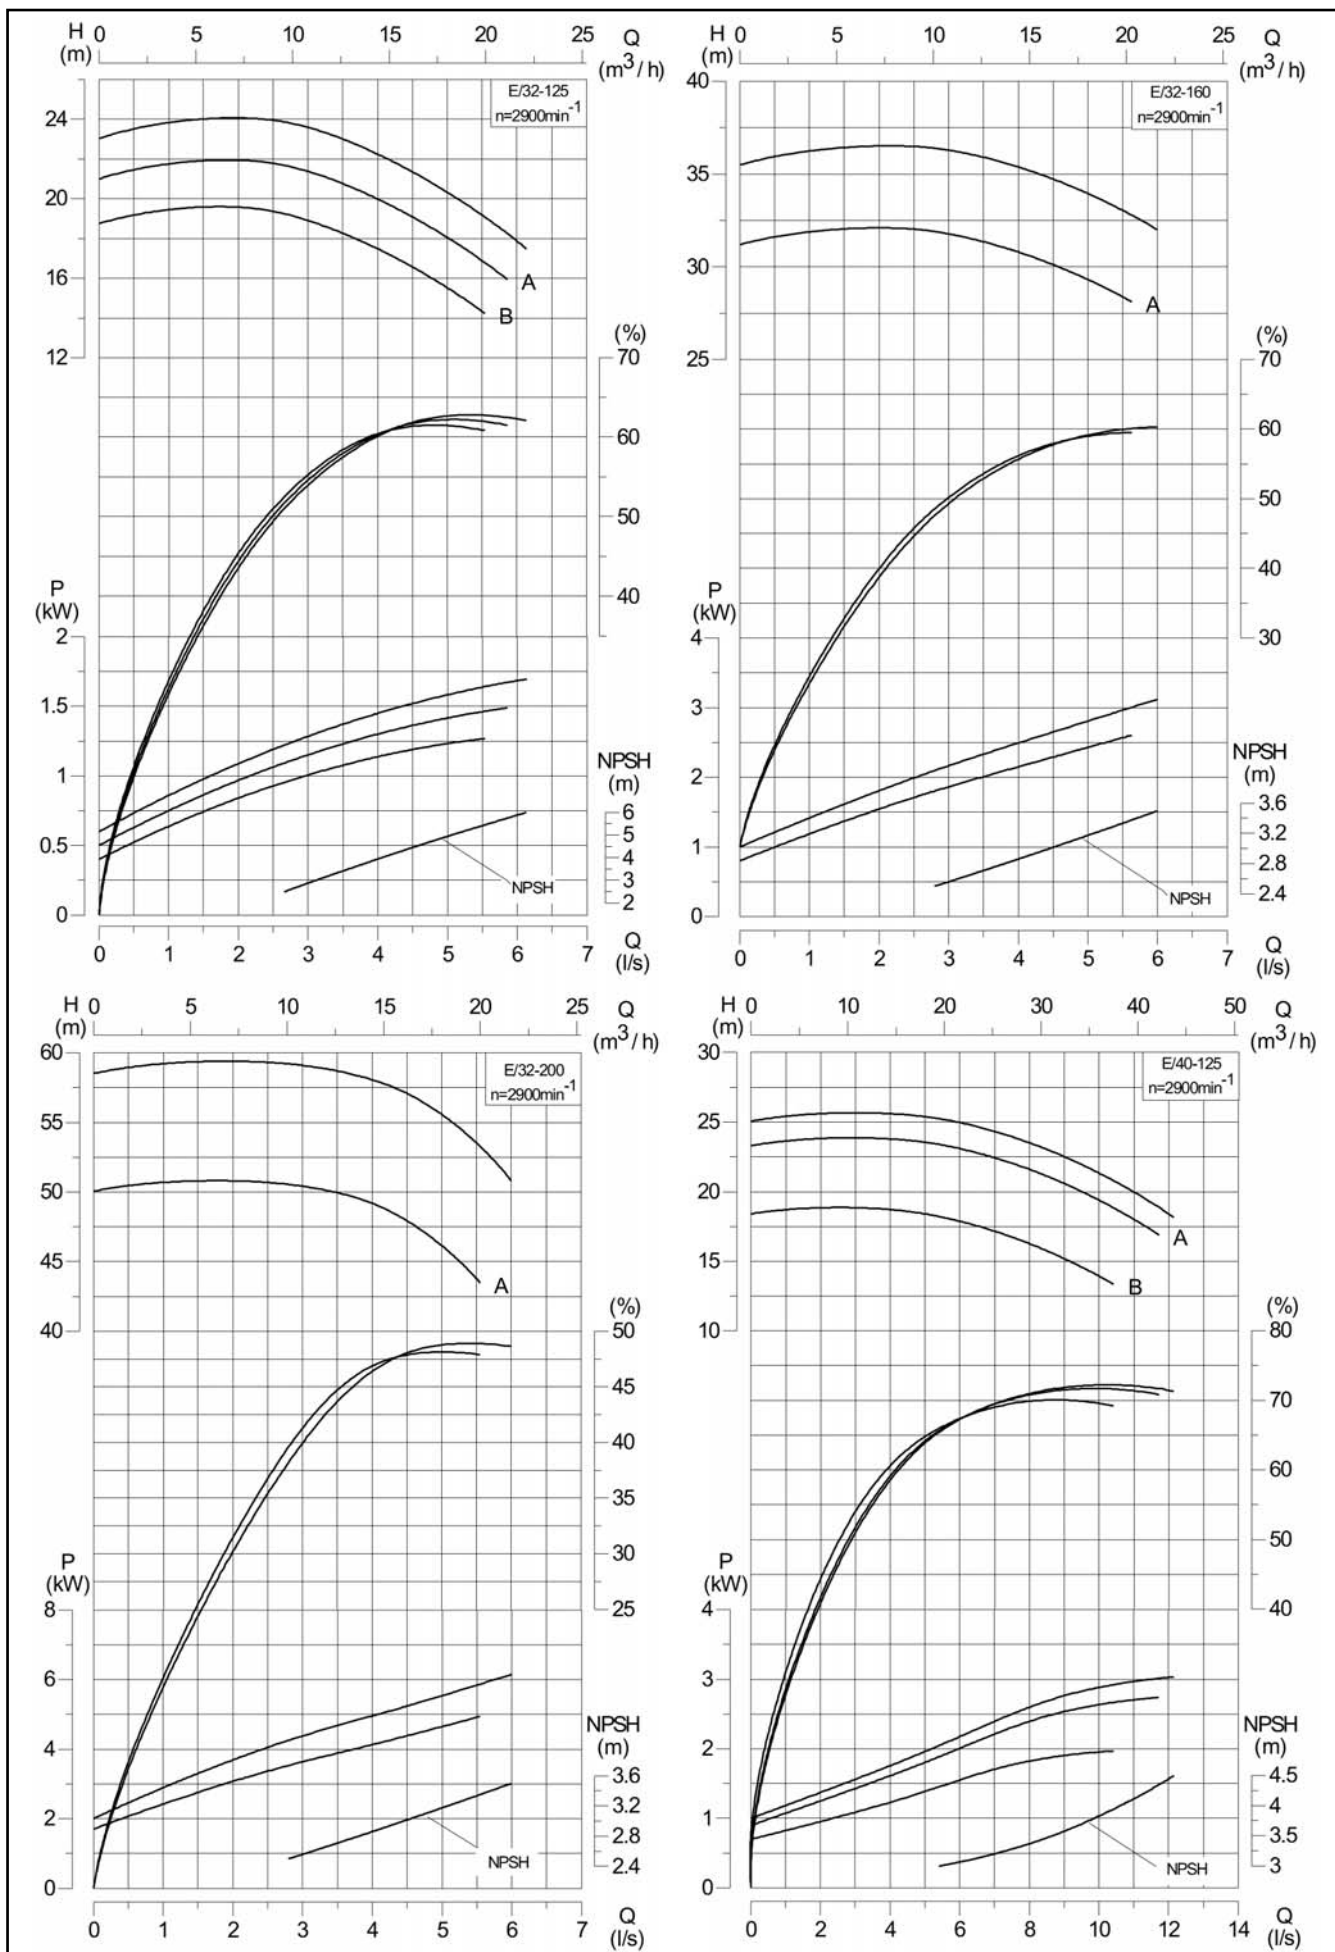 H 0 5 10 15 20 25 Q
(m) (m³/h)
E/32-125
n=2900min⁻¹
24
20
16
12
A
B
(%)
70
60
50
40
P
(kW)
2
1.5
1
0.5
0
NPSH
(m)
6
5
4
3
2
NPSH
0 1 2 3 4 5 6 7 Q
(l/s)
H 0 5 10 15 20 25 Q
(m) (m³/h)
E/32-160
n=2900min⁻¹
40
35
30
25
A
(%)
70
60
50
40
30
P
(kW)
4
3
2
1
0
NPSH
(m)
3.6
3.2
2.8
2.4
NPSH
0 1 2 3 4 5 6 7 Q
(l/s)
H 0 5 10 15 20 25 Q
(m) (m³/h)
E/32-200
n=2900min⁻¹
60
55
50
45
40
A
(%)
50
45
40
35
30
25
P
(kW)
8
6
4
2
0
NPSH
(m)
3.6
3.2
2.8
2.4
NPSH
0 1 2 3 4 5 6 7 Q
(l/s)
H 0 10 20 30 40 50 Q
(m) (m³/h)
E/40-125
n=2900min⁻¹
30
25
20
15
10
A
B
(%)
80
70
60
50
40
P
(kW)
4
3
2
1
0
NPSH
(m)
4.5
4
3.5
3
NPSH
0 2 4 6 8 10 12 14 Q
(l/s)